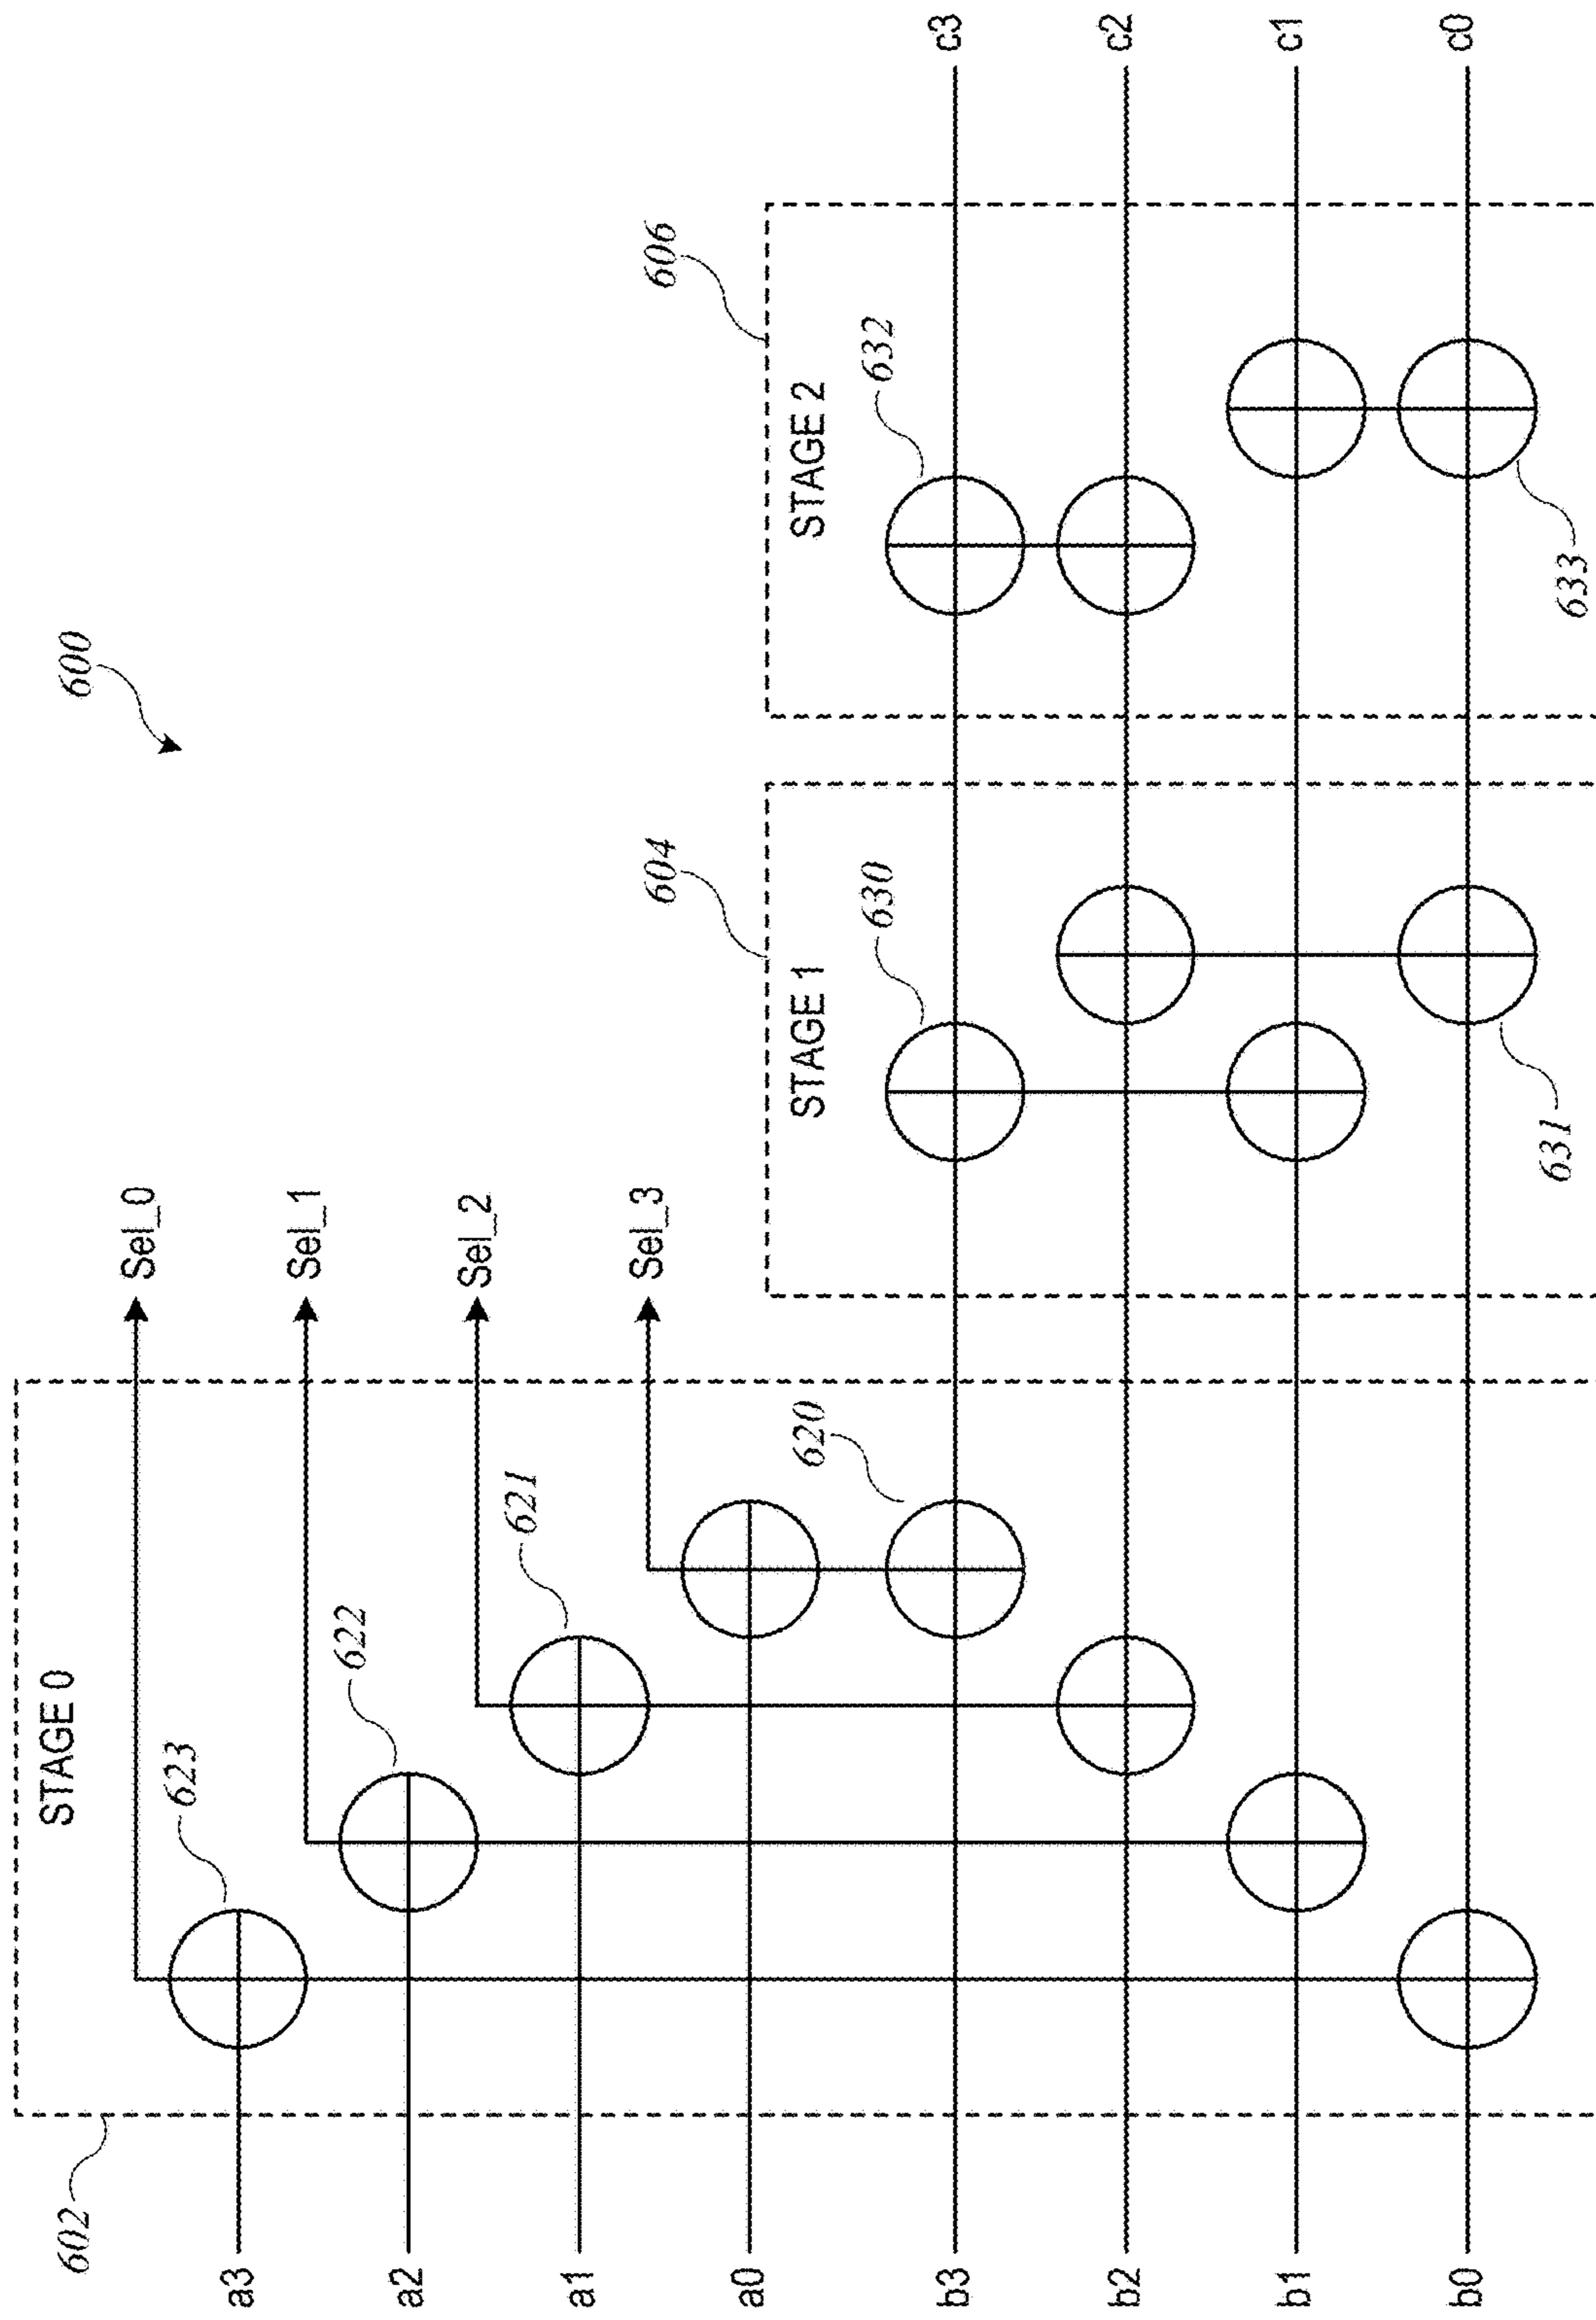 600
602
STAGE 0
623
622
621
620
Sel_0
Sel_1
Sel_2
Sel_3
604
STAGE 1
630
631
606
STAGE 2
632
633
a3
a2
a1
a0
b3
b2
b1
b0
c3
c2
c1
c0